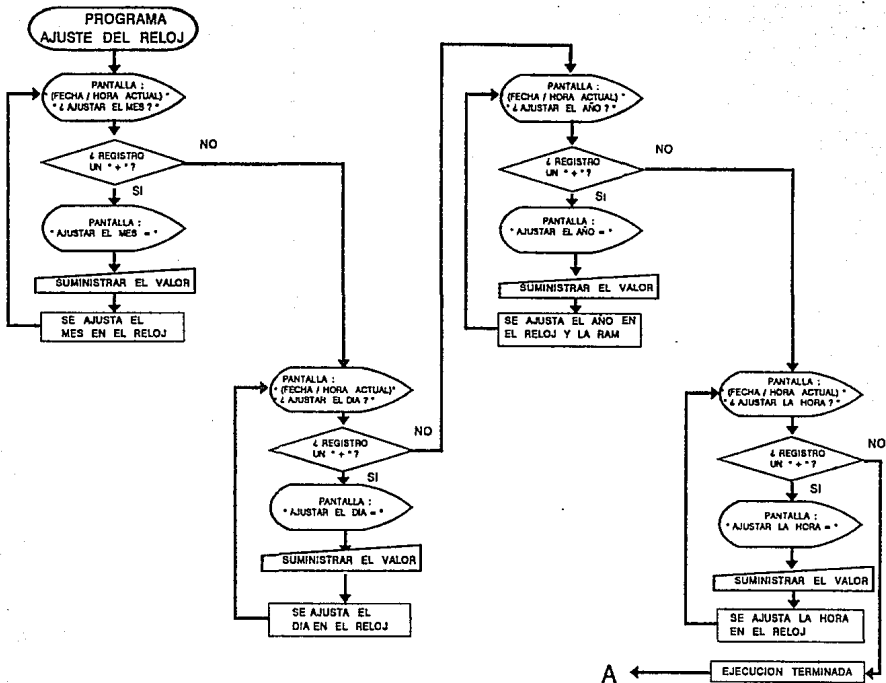 PROGRAMA
AJUSTE DEL RELOJ
PANTALLA :
" (FECHA / HORA ACTUAL) "
" ¿ AJUSTAR EL MES ? "
¿ REGISTRO
UN " + " ?
NO
SI
PANTALLA :
" AJUSTAR EL MES = "
SUMINISTRAR EL VALOR
SE AJUSTA EL
MES EN EL RELOJ
PANTALLA :
" (FECHA / HORA ACTUAL) "
" ¿ AJUSTAR EL DIA ? "
¿ REGISTRO
UN " + " ?
NO
SI
PANTALLA :
" AJUSTAR EL DIA = "
SUMINISTRAR EL VALOR
SE AJUSTA EL
DIA EN EL RELOJ
PANTALLA :
" (FECHA / HORA ACTUAL) "
" ¿ AJUSTAR EL AÑO ? "
¿ REGISTRO
UN " + " ?
NO
SI
PANTALLA :
" AJUSTAR EL AÑO = "
SUMINISTRAR EL VALOR
SE AJUSTA EL AÑO EN
EL RELOJ Y LA RAM
PANTALLA :
" (FECHA / HORA ACTUAL) "
" ¿ AJUSTAR LA HORA ? "
¿ REGISTRO
UN " + " ?
NO
SI
PANTALLA :
" AJUSTAR LA HORA = "
SUMINISTRAR EL VALOR
SE AJUSTA LA HORA
EN EL RELOJ
EJECUCION TERMINADA
A